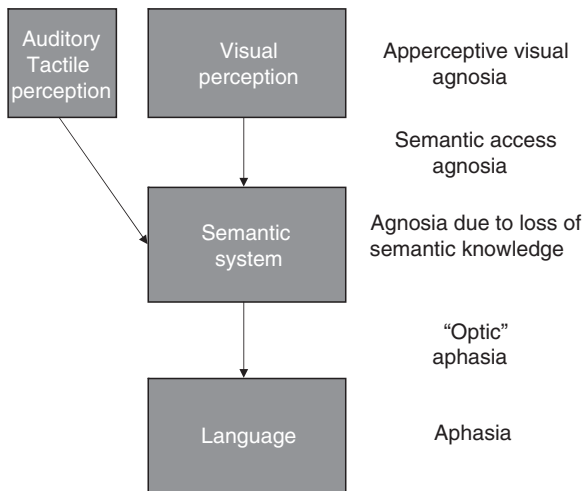 Auditory
Tactile
perception
Visual
perception
Apperceptive visual
agnosia
Semantic access
agnosia
Semantic
system
Agnosia due to loss of
semantic knowledge
“Optic”
aphasia
Language
Aphasia